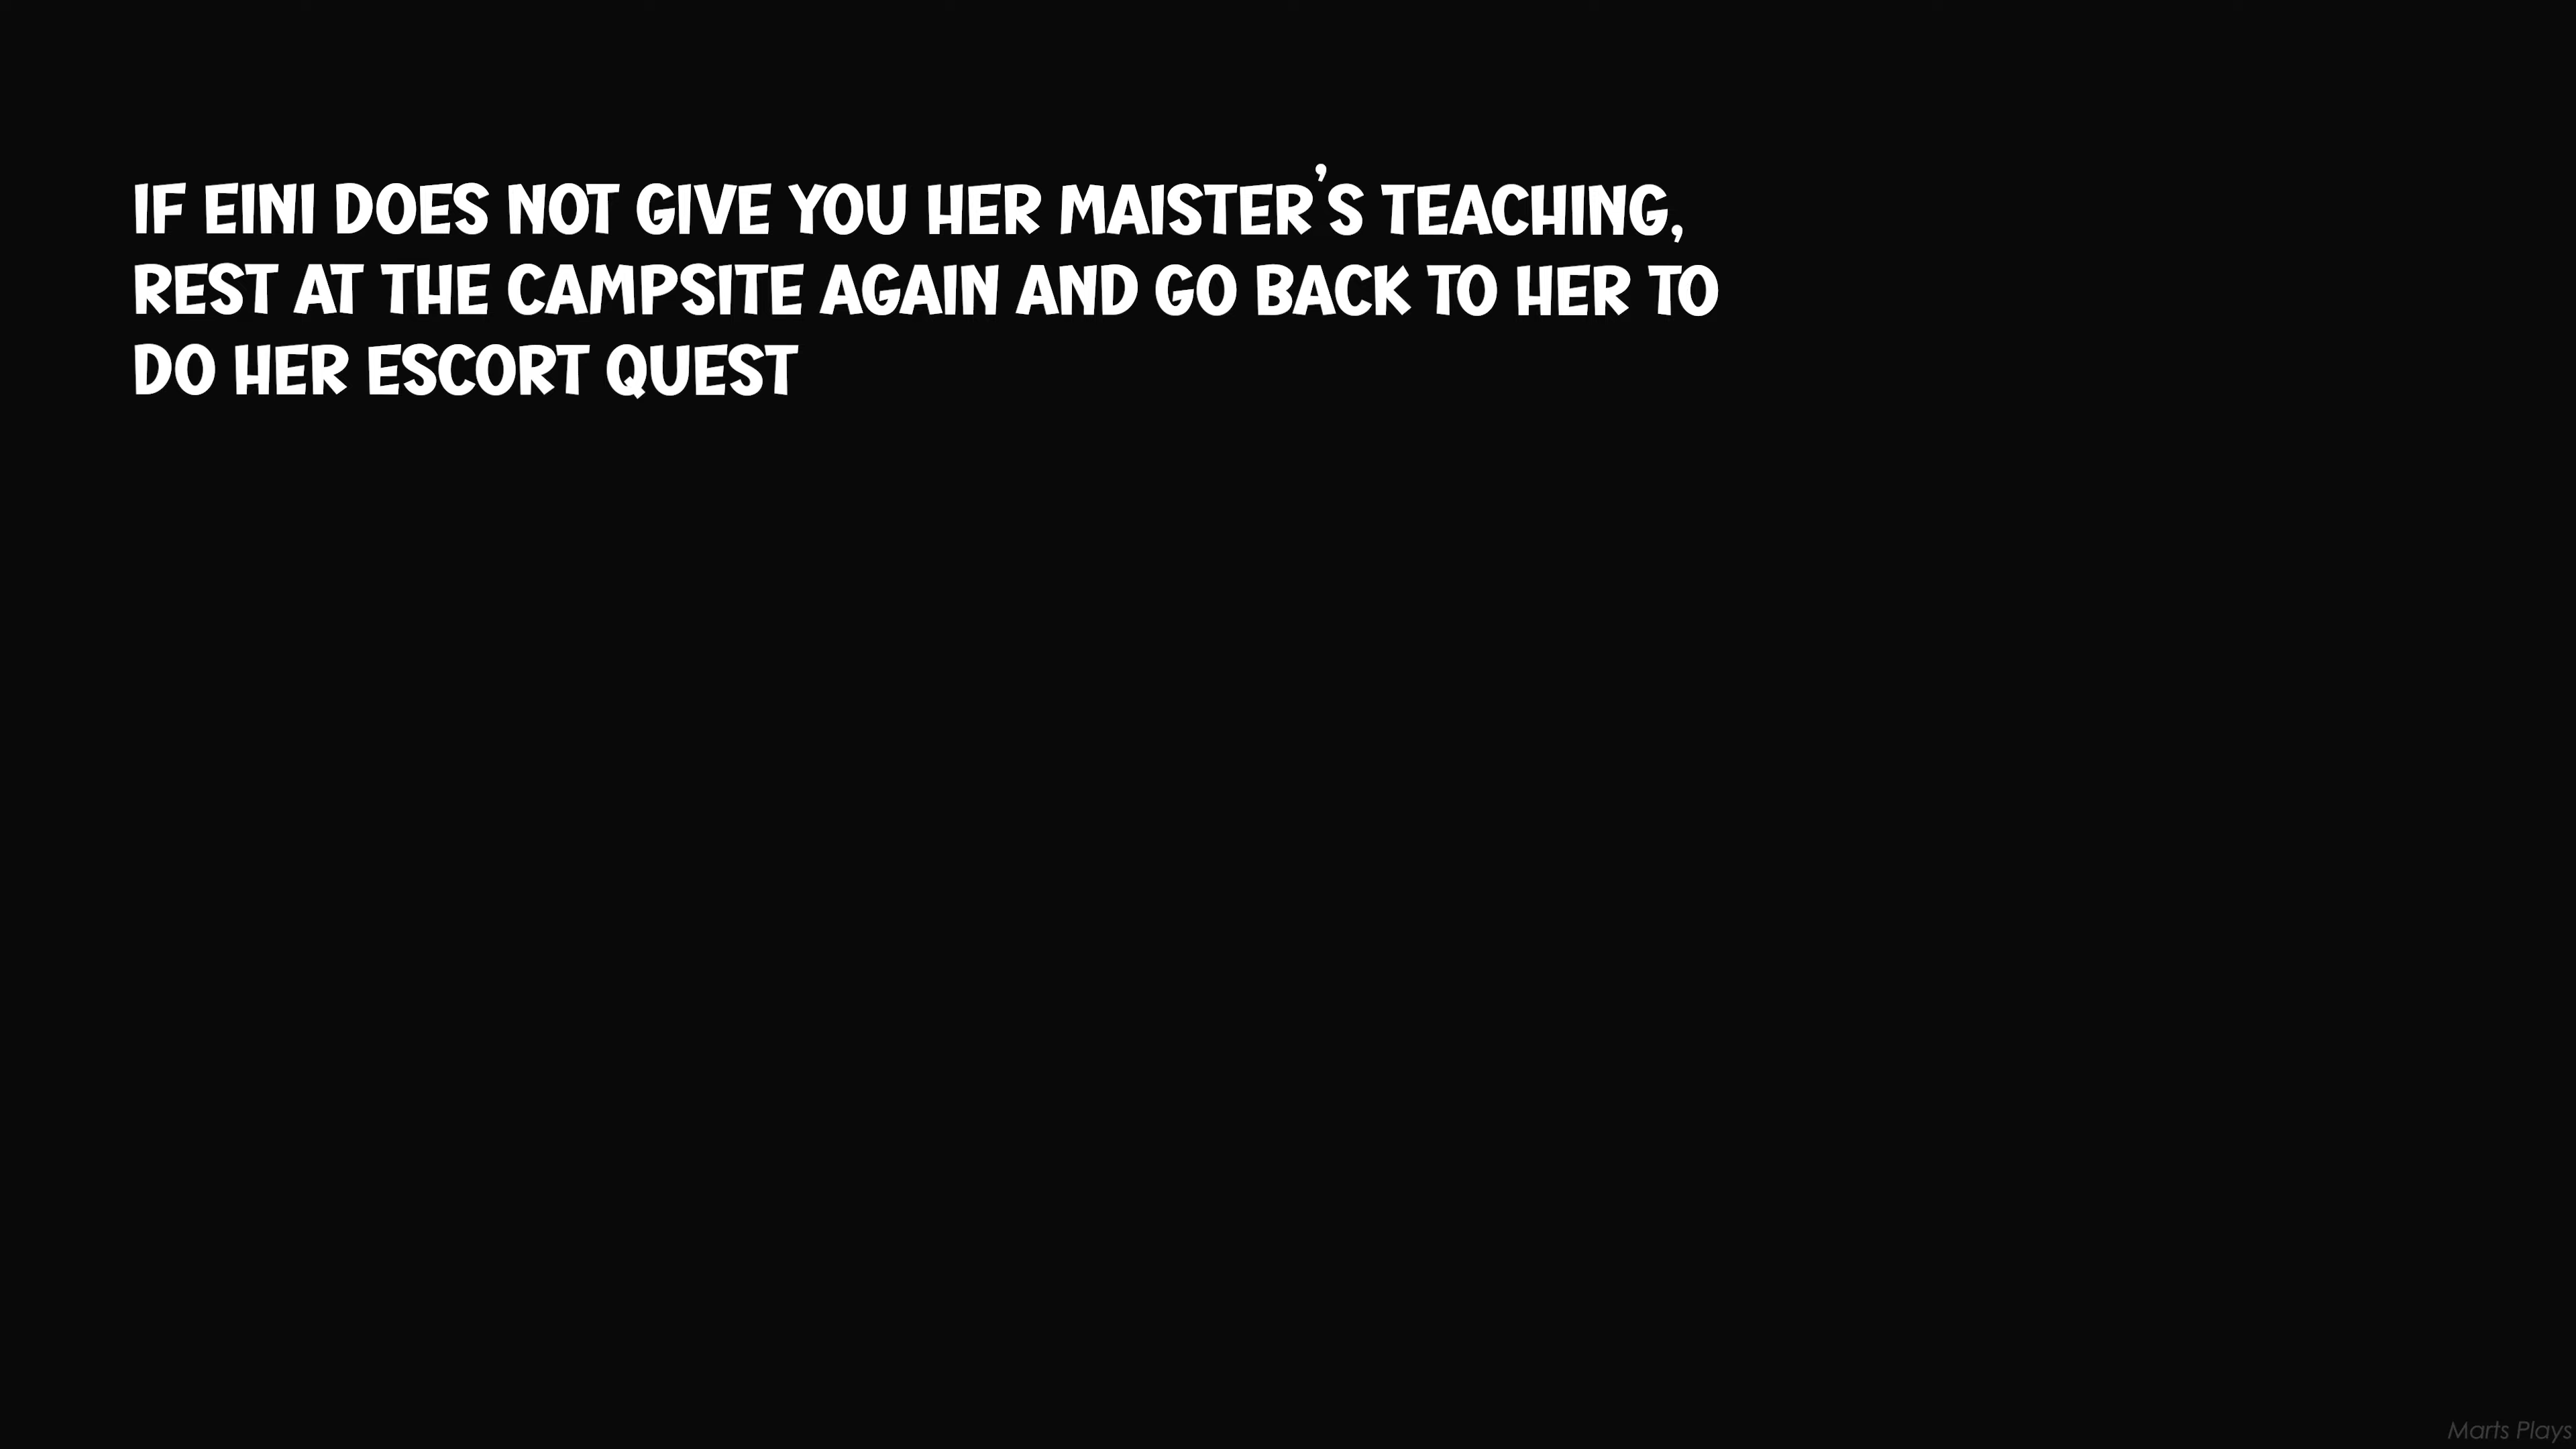 IF EINI DOES NOT GIVE YOU HER MAISTER'S TEACHING,
REST AT THE CAMPSITE AGAIN AND GO BACK TO HER TO
DO HER ESCORT QUEST
Marts Plays